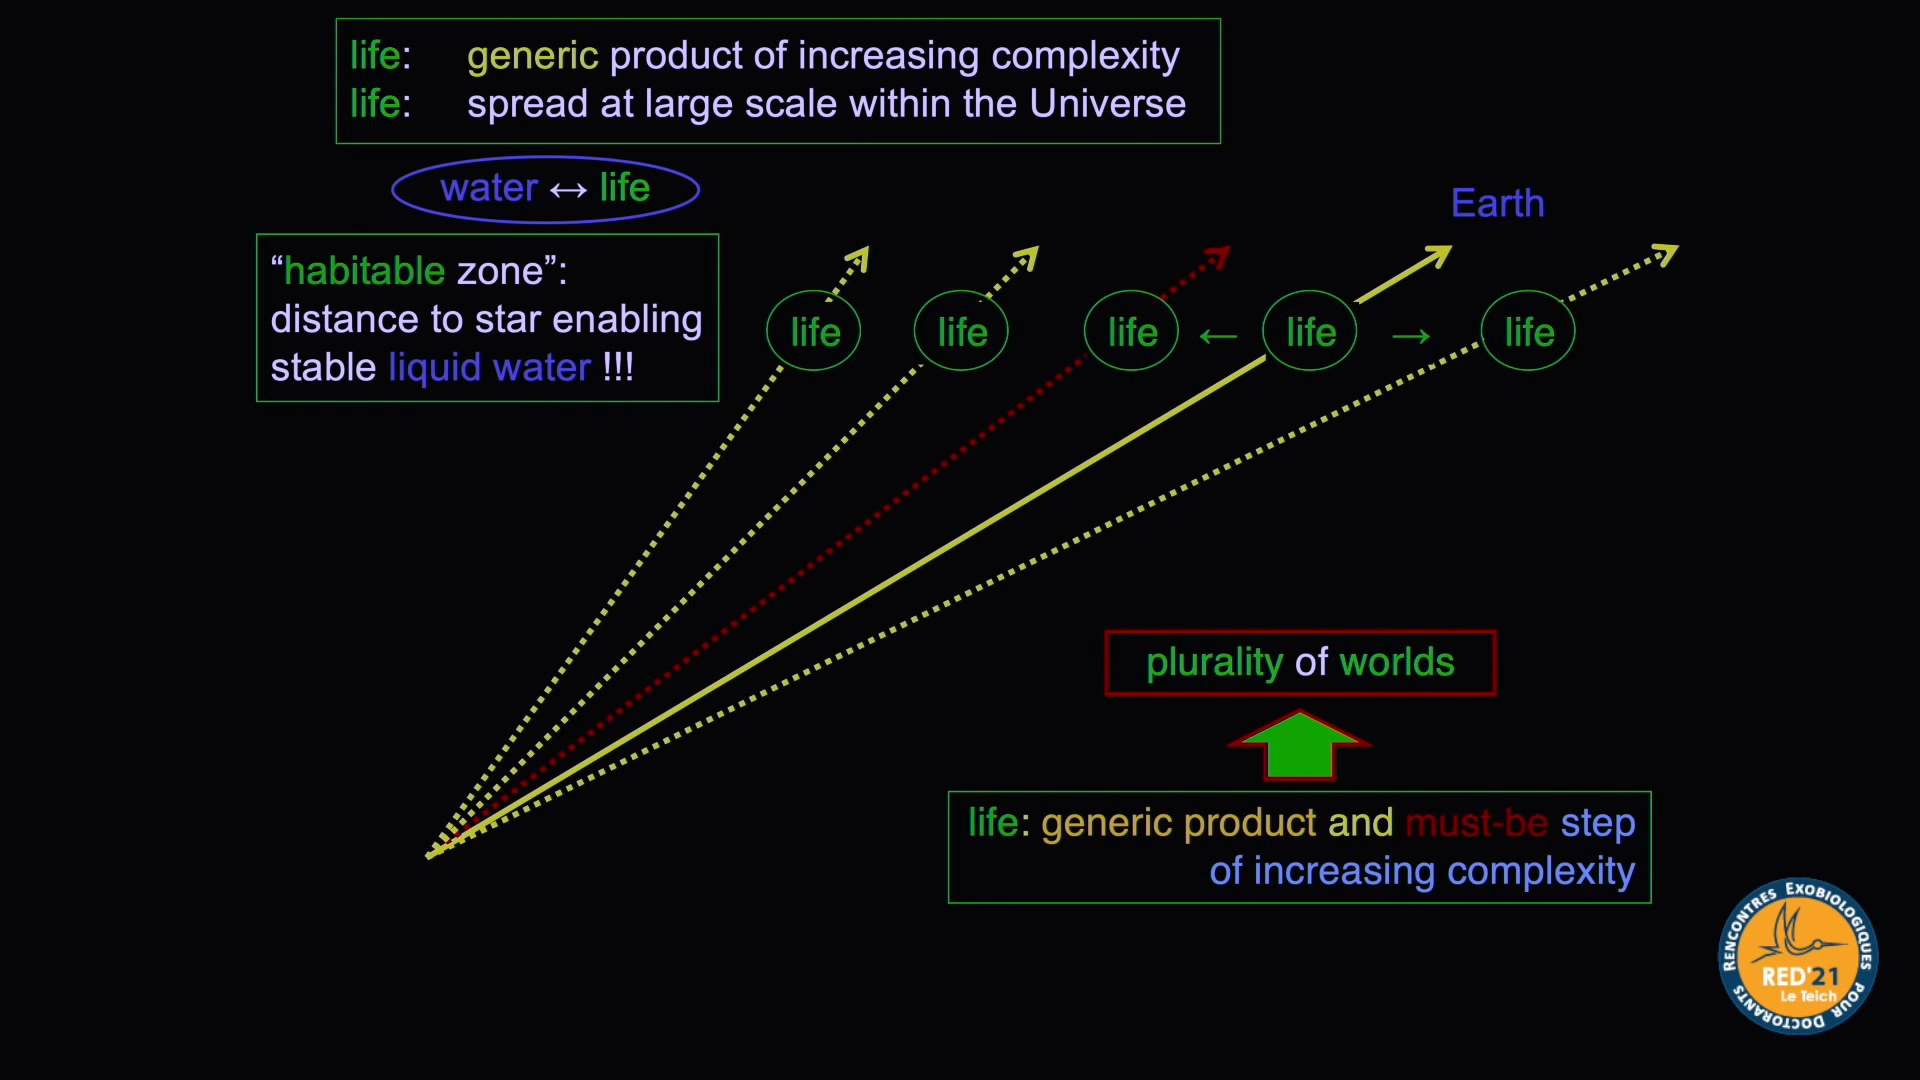 life: generic product of increasing complexity
life: spread at large scale within the Universe
water ↔ life
Earth
“habitable zone”:
distance to star enabling
stable liquid water !!!
life life life ← life → life
plurality of worlds
life: generic product and must-be step
of increasing complexity
RENCONTRES EXOBIOLOGIQUES
POUR DOCTORANTS
RED'21
Le Teich